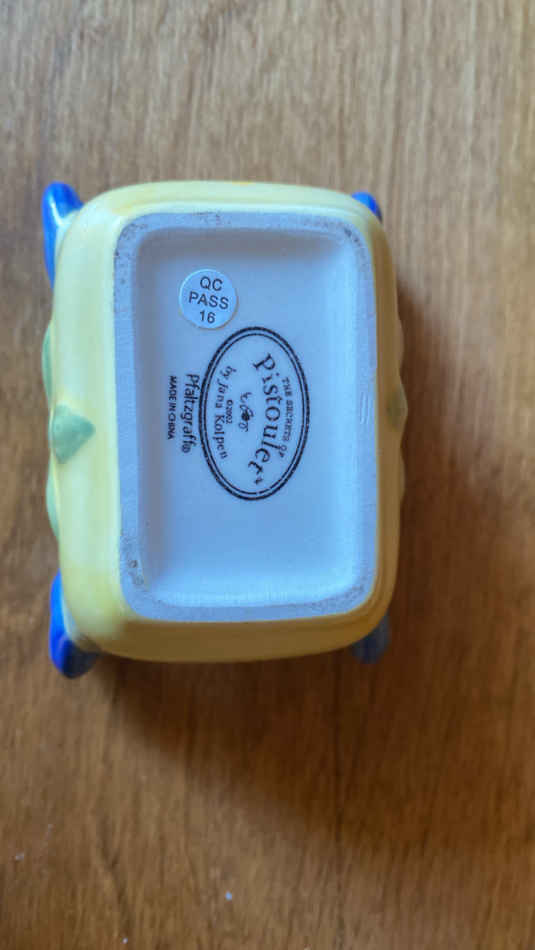 QC
PASS
16
THE SECRETS OF
Pistoulet
©2002
by Jana Kolpen
Pfaltzgraff®
MADE IN CHINA